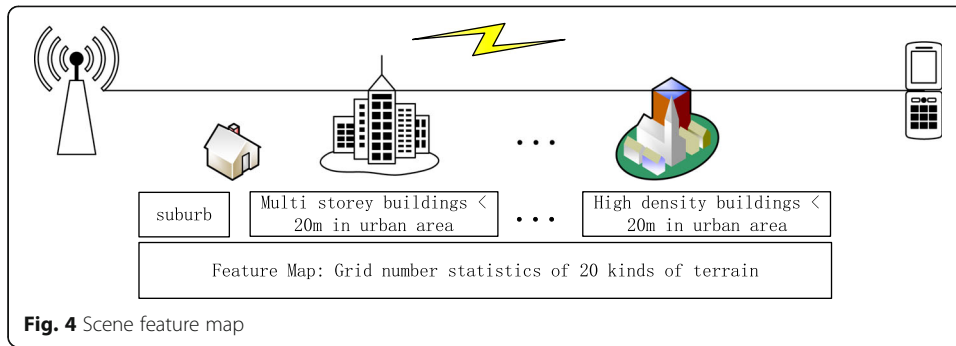 suburb
Multi storey buildings <
20m in urban area
...
High density buildings <
20m in urban area
Feature Map: Grid number statistics of 20 kinds of terrain
Fig. 4 Scene feature map